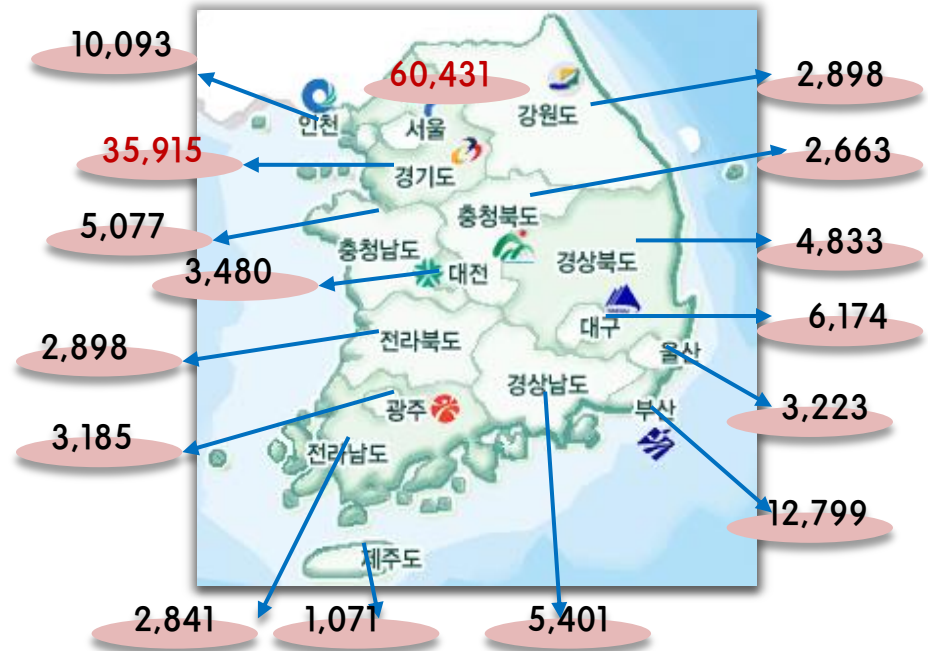 10,093
60,431
2,898
인천
서울
강원도
35,915
경기도
2,663
5,077
충청북도
충청남도
4,833
3,480
대전
경상북도
6,174
2,898
전라북도
대구
울산
경상남도
3,223
3,185
광주
부산
전라남도
12,799
제주도
2,841
1,071
5,401